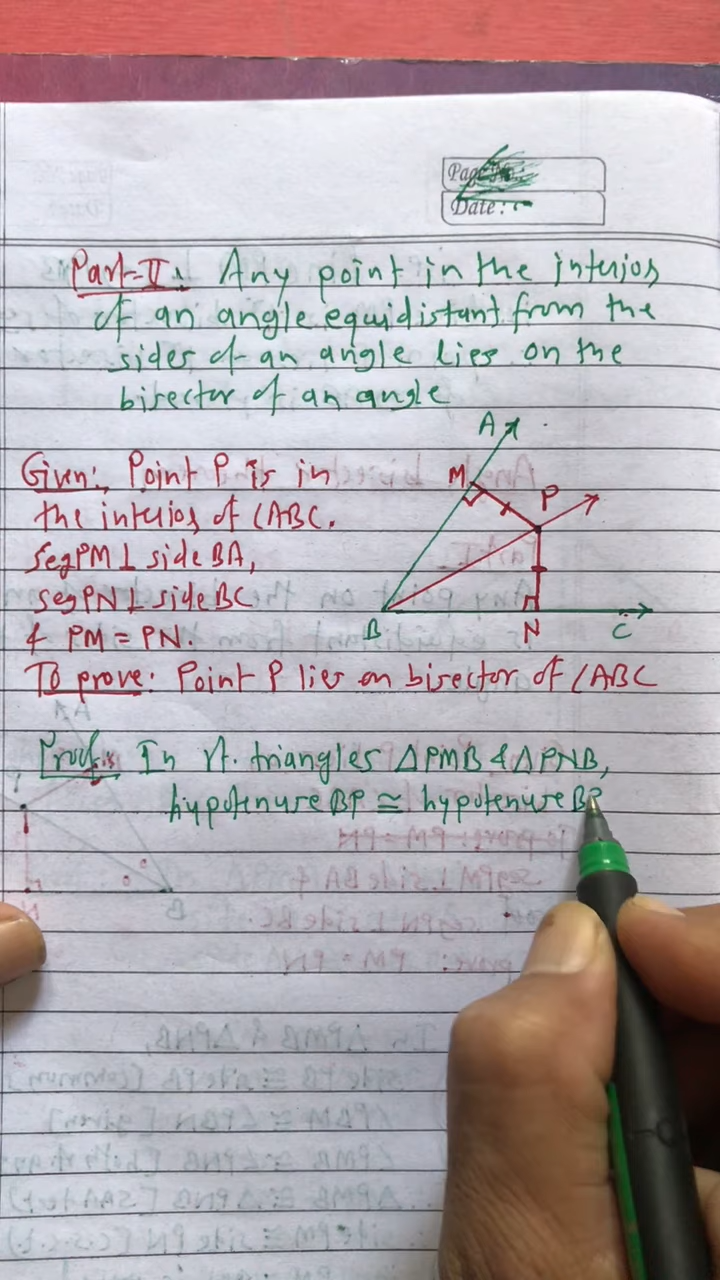 Page No.:
Date:
Part-II: Any point in the interior
of an angle equidistant from the
sides of an angle lies on the
bisector of an angle
Given: Point P is in
the interior of ∠ABC.
seg PM ⊥ side BA,
seg PN ⊥ side BC
& PM = PN.
A
M
P
B
N
C
To prove: Point P lies on bisector of ∠ABC
Proof: In rt. triangles ΔPMB & ΔPNB,
hypotenuse BP ≅ hypotenuse BP